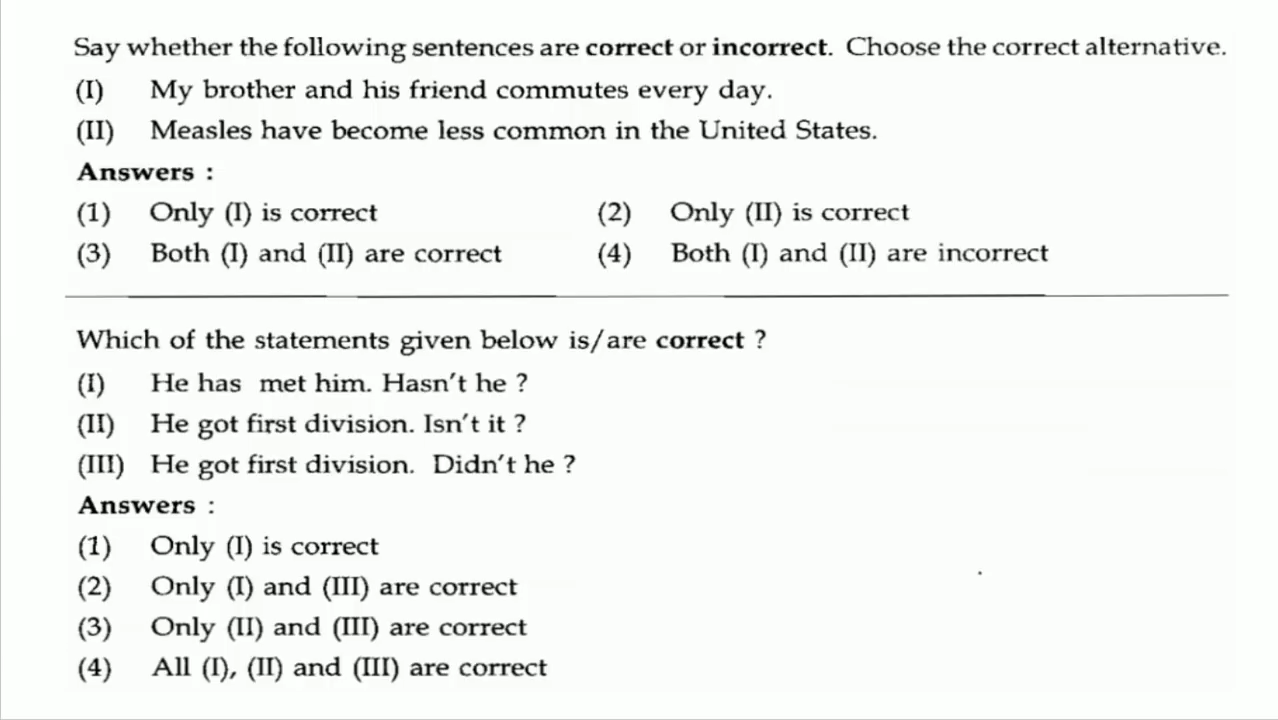 Say whether the following sentences are correct or incorrect. Choose the correct alternative.
(I) My brother and his friend commutes every day.
(II) Measles have become less common in the United States.
Answers :
(1) Only (I) is correct (2) Only (II) is correct
(3) Both (I) and (II) are correct (4) Both (I) and (II) are incorrect
Which of the statements given below is/are correct ?
(I) He has met him. Hasn't he ?
(II) He got first division. Isn't it ?
(III) He got first division. Didn't he ?
Answers :
(1) Only (I) is correct
(2) Only (I) and (III) are correct
(3) Only (II) and (III) are correct
(4) All (I), (II) and (III) are correct